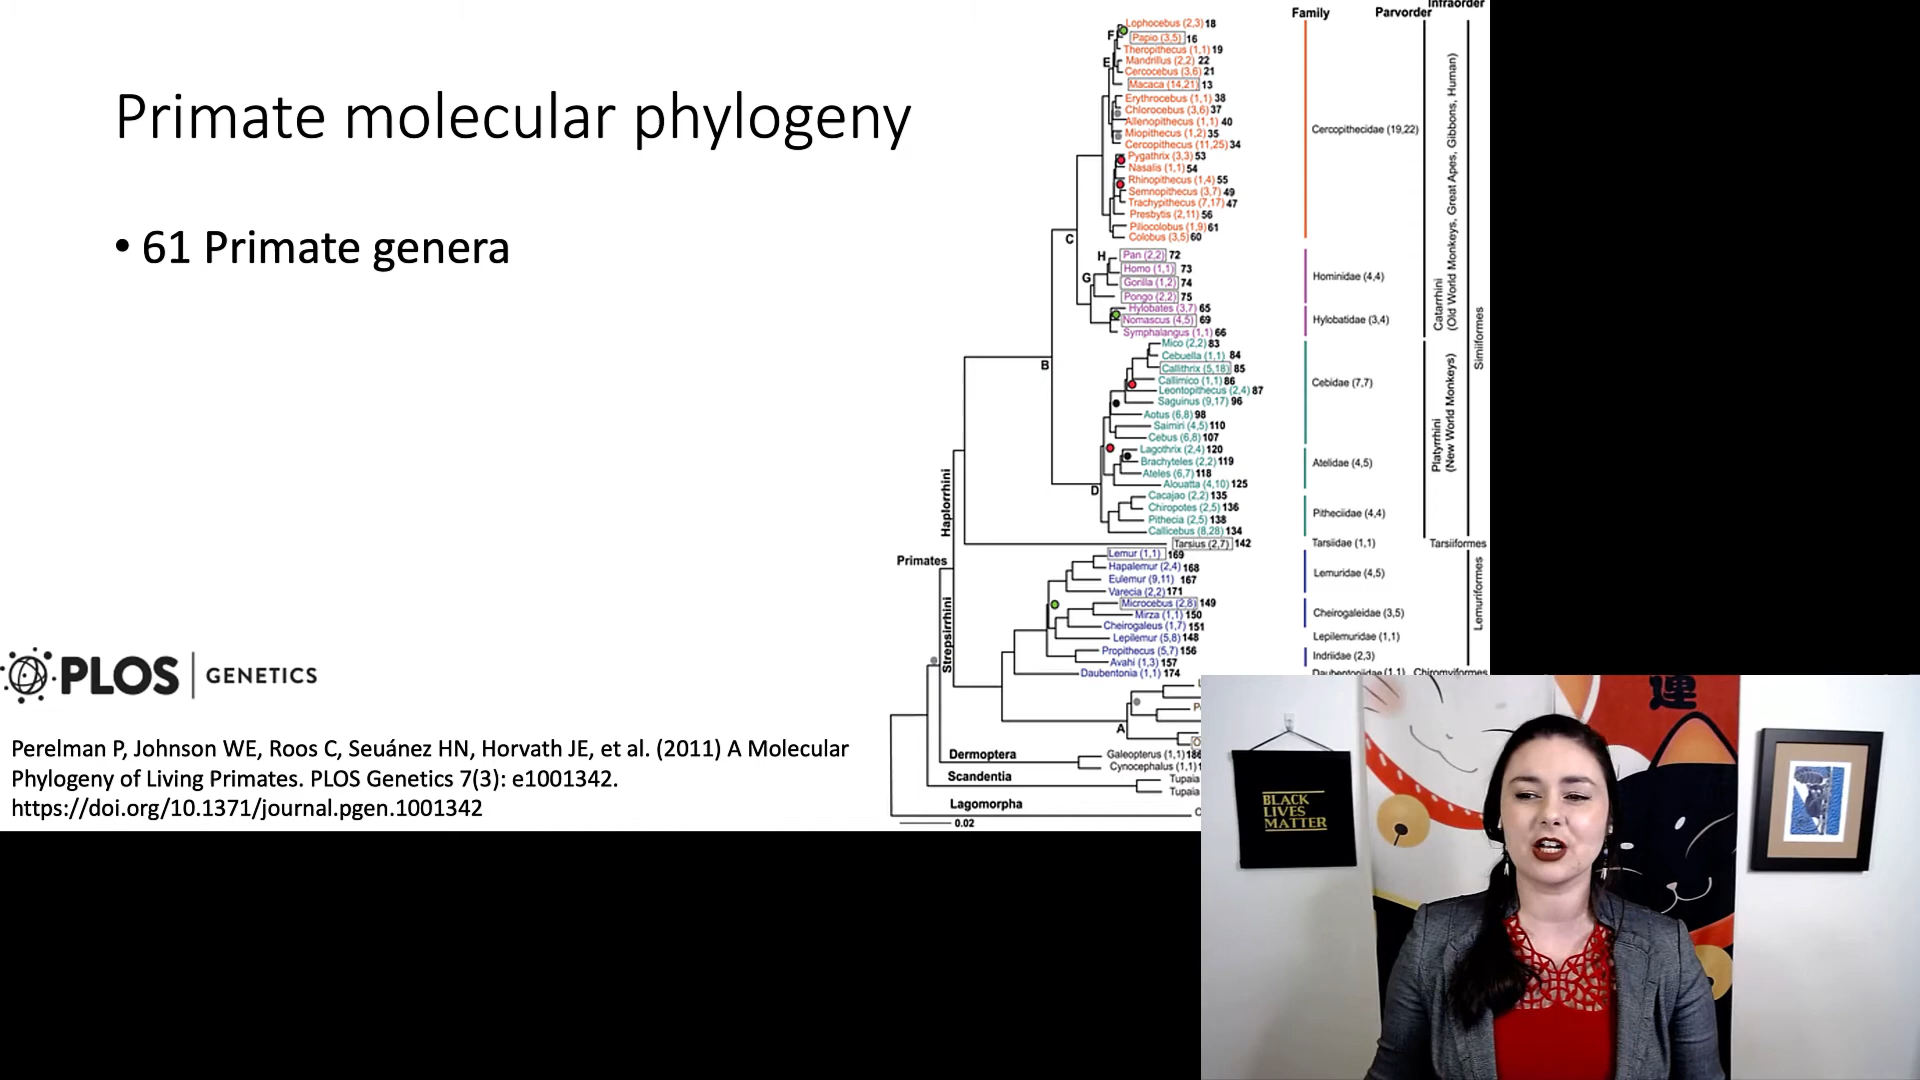 Primate molecular phylogeny
• 61 Primate genera
PLOS GENETICS
Perelman P, Johnson WE, Roos C, Seuánez HN, Horvath JE, et al. (2011) A Molecular
Phylogeny of Living Primates. PLOS Genetics 7(3): e1001342.
https://doi.org/10.1371/journal.pgen.1001342
Family
Parvorder
Infraorder
Lophocebus (2,3) 18
Papio (3,5) 16
Theropithecus (1,1) 19
Mandrillus (2,2) 22
Cercocebus (3,6) 21
Macaca (14,21) 13
Erythrocebus (1,1) 38
Chlorocebus (3,6) 37
Allenopithecus (1,1) 40
Miopithecus (1,2) 35
Cercopithecus (11,25) 34
Pygathrix (3,3) 53
Nasalis (1,1) 54
Rhinopithecus (1,4) 55
Semnopithecus (3,7) 49
Trachypithecus (7,17) 47
Presbytis (2,11) 56
Piliocolobus (1,9) 61
Colobus (3,5) 60
Pan (2,2) 72
Homo (1,1) 73
Gorilla (1,2) 74
Pongo (2,2) 75
Hylobates (3,7) 65
Nomascus (4,5) 69
Symphalangus (1,1) 66
Mico (2,2) 83
Cebuella (1,1) 84
Callithrix (5,18) 85
Callimico (1,1) 86
Leontopithecus (2,4) 87
Saguinus (9,17) 96
Aotus (6,8) 98
Saimiri (4,5) 110
Cebus (6,8) 107
Lagothrix (2,4) 120
Brachyteles (2,2) 119
Ateles (6,7) 118
Alouatta (4,10) 125
Cacajao (2,2) 135
Chiropotes (2,5) 136
Pithecia (2,5) 138
Callicebus (8,28) 134
Tarsius (2,7) 142
Lemur (1,1) 169
Hapalemur (2,4) 168
Eulemur (9,11) 167
Varecia (2,2) 171
Microcebus (2,8) 149
Mirza (1,1) 150
Cheirogaleus (1,7) 151
Lepilemur (5,8) 148
Propithecus (5,7) 156
Avahi (1,3) 157
Daubentonia (1,1) 174
Galeopterus (1,1) 186
Cynocephalus (1,1)
Tupaia
Tupaia
F
E
C
H
G
B
D
A
Haplorrhini
Primates
Strepsirrhini
Dermoptera
Scandentia
Lagomorpha
0.02
Cercopithecidae (19,22)
Hominidae (4,4)
Hylobatidae (3,4)
Cebidae (7,7)
Atelidae (4,5)
Pitheciidae (4,4)
Tarsiidae (1,1)
Lemuridae (4,5)
Cheirogaleidae (3,5)
Lepilemuridae (1,1)
Indriidae (2,3)
Daubentoniidae (1,1)
Catarrhini
(Old World Monkeys, Great Apes, Gibbons, Human)
Platyrrhini
(New World Monkeys)
Simiiformes
Tarsiiformes
Lemuriformes
Chiromyiformes
BLACK
LIVES
MATTER
運